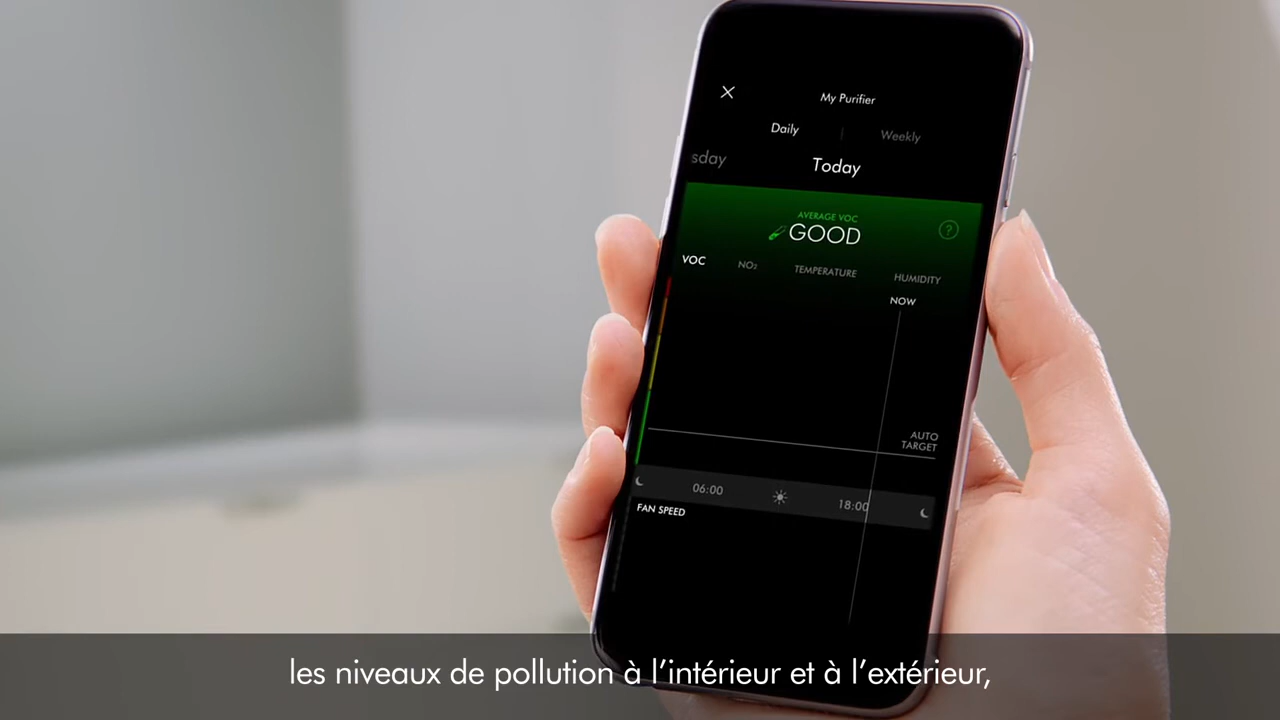 My Purifier
Daily | Weekly
sday Today
AVERAGE VOC
GOOD ?
VOC NO₂ TEMPERATURE HUMIDITY
NOW
AUTO
TARGET
06:00 18:00
FAN SPEED
les niveaux de pollution à l'intérieur et à l'extérieur,